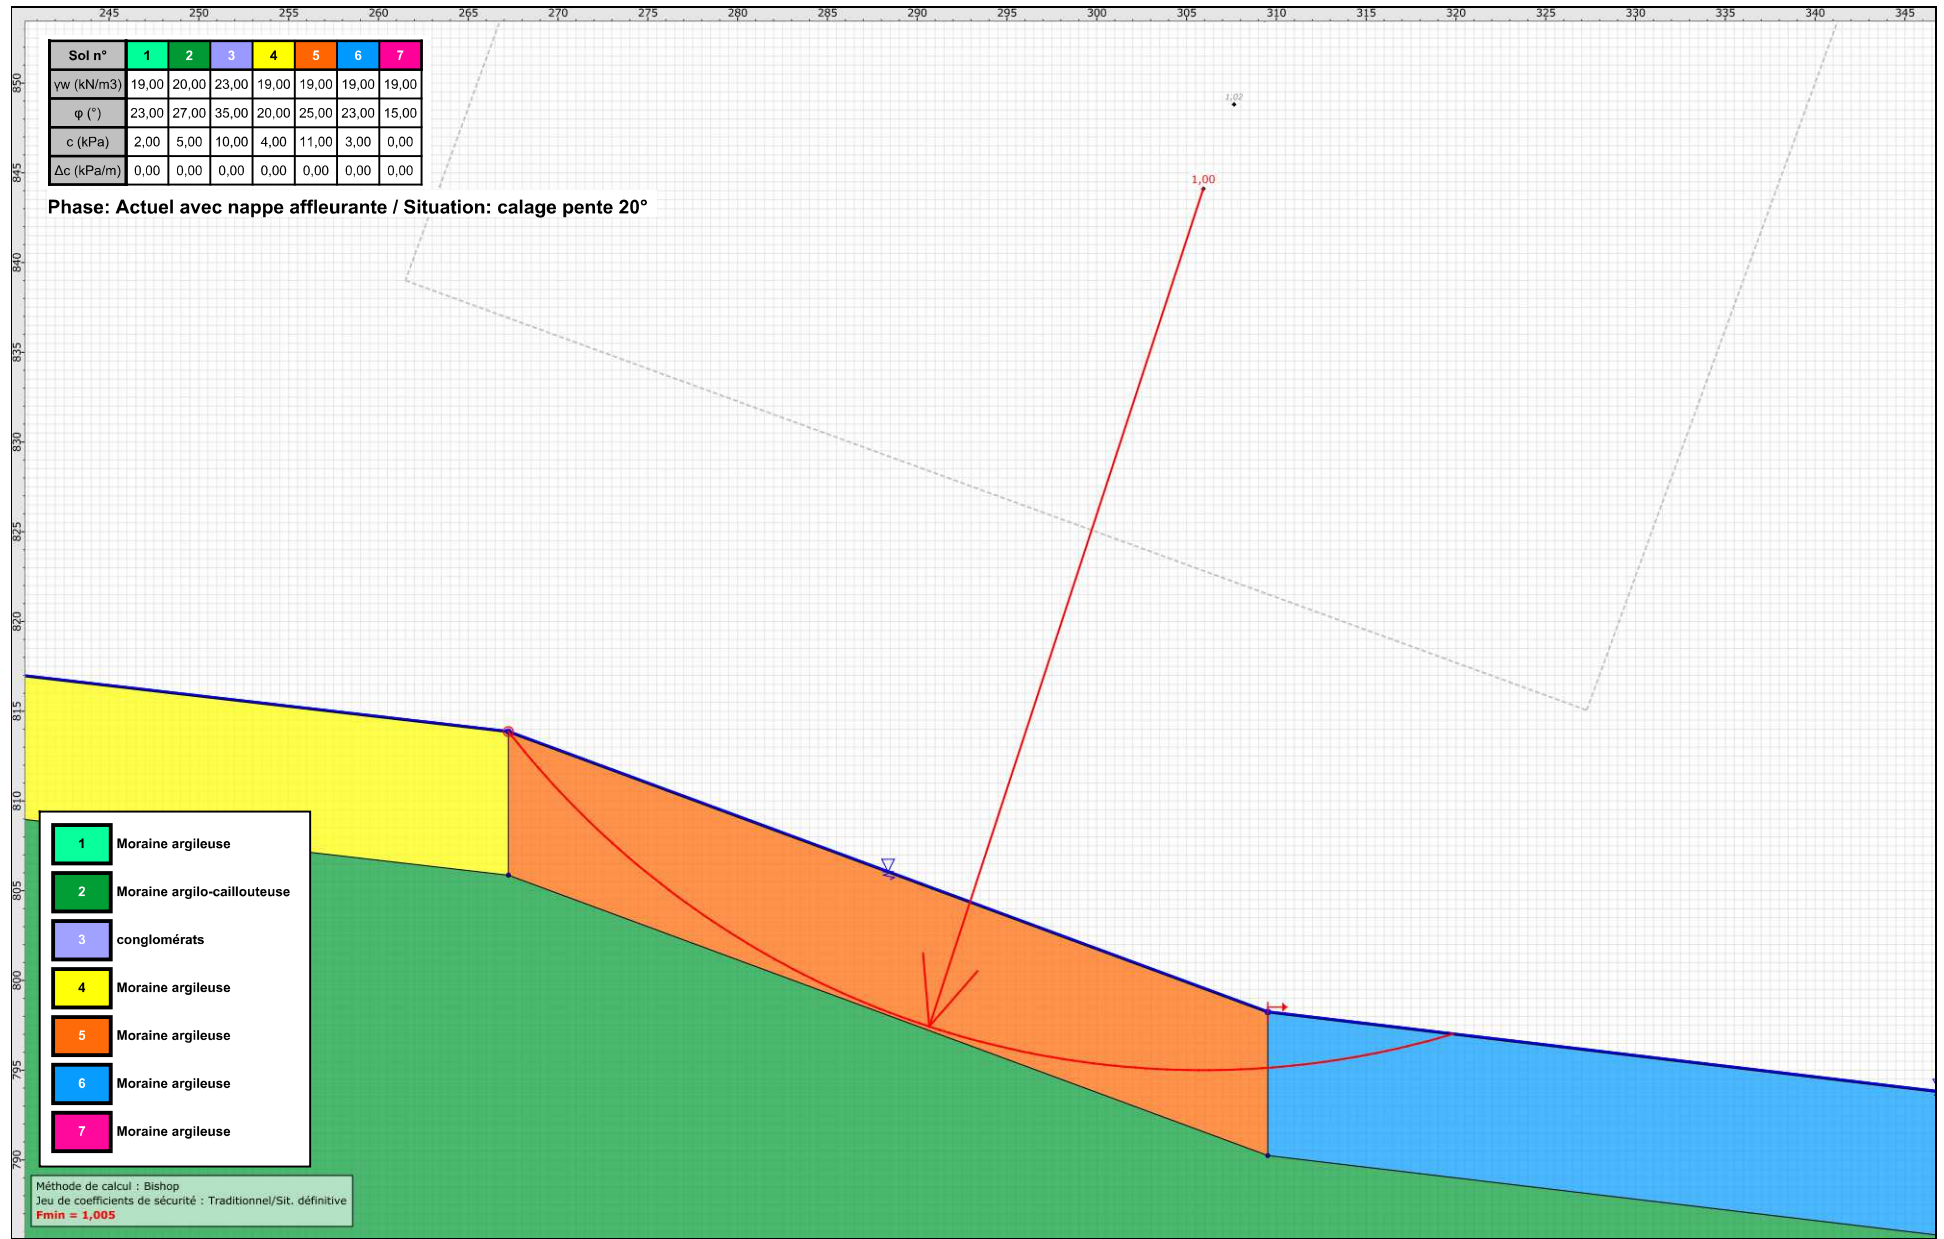 245 250 255 260 265 270 275 280 285 290 295 300 305 310 315 320 325 330 335 340 345
850
845
840
835
830
825
820
815
810
805
800
795
790
Sol n° 1 2 3 4 5 6 7
γw (kN/m3) 19,00 20,00 23,00 19,00 19,00 19,00 19,00
φ (°) 23,00 27,00 35,00 20,00 25,00 23,00 15,00
c (kPa) 2,00 5,00 10,00 4,00 11,00 3,00 0,00
Δc (kPa/m) 0,00 0,00 0,00 0,00 0,00 0,00 0,00
Phase: Actuel avec nappe affleurante / Situation: calage pente 20°
1,02
1,00
1 Moraine argileuse
2 Moraine argilo-caillouteuse
3 conglomérats
4 Moraine argileuse
5 Moraine argileuse
6 Moraine argileuse
7 Moraine argileuse
Méthode de calcul : Bishop
Jeu de coefficients de sécurité : Traditionnel/Sit. définitive
Fmin = 1,005